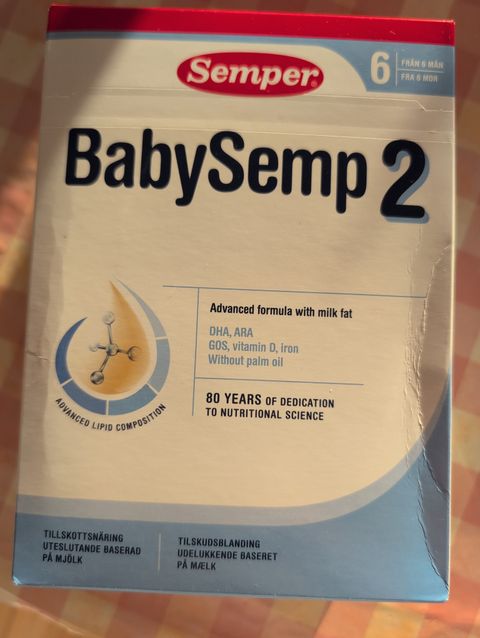 Semper
6
FRÅN 6 MÅN
FRA 6 MDR
BabySemp 2
Advanced formula with milk fat
DHA, ARA
GOS, vitamin D, iron
Without palm oil
80 YEARS OF DEDICATION
TO NUTRITIONAL SCIENCE
ADVANCED LIPID COMPOSITION
TILLSKOTTSNÄRING
UTESLUTANDE BASERAD
PÅ MJÖLK
TILSKUDSBLANDING
UDELUKKENDE BASERET
PÅ MÆLK